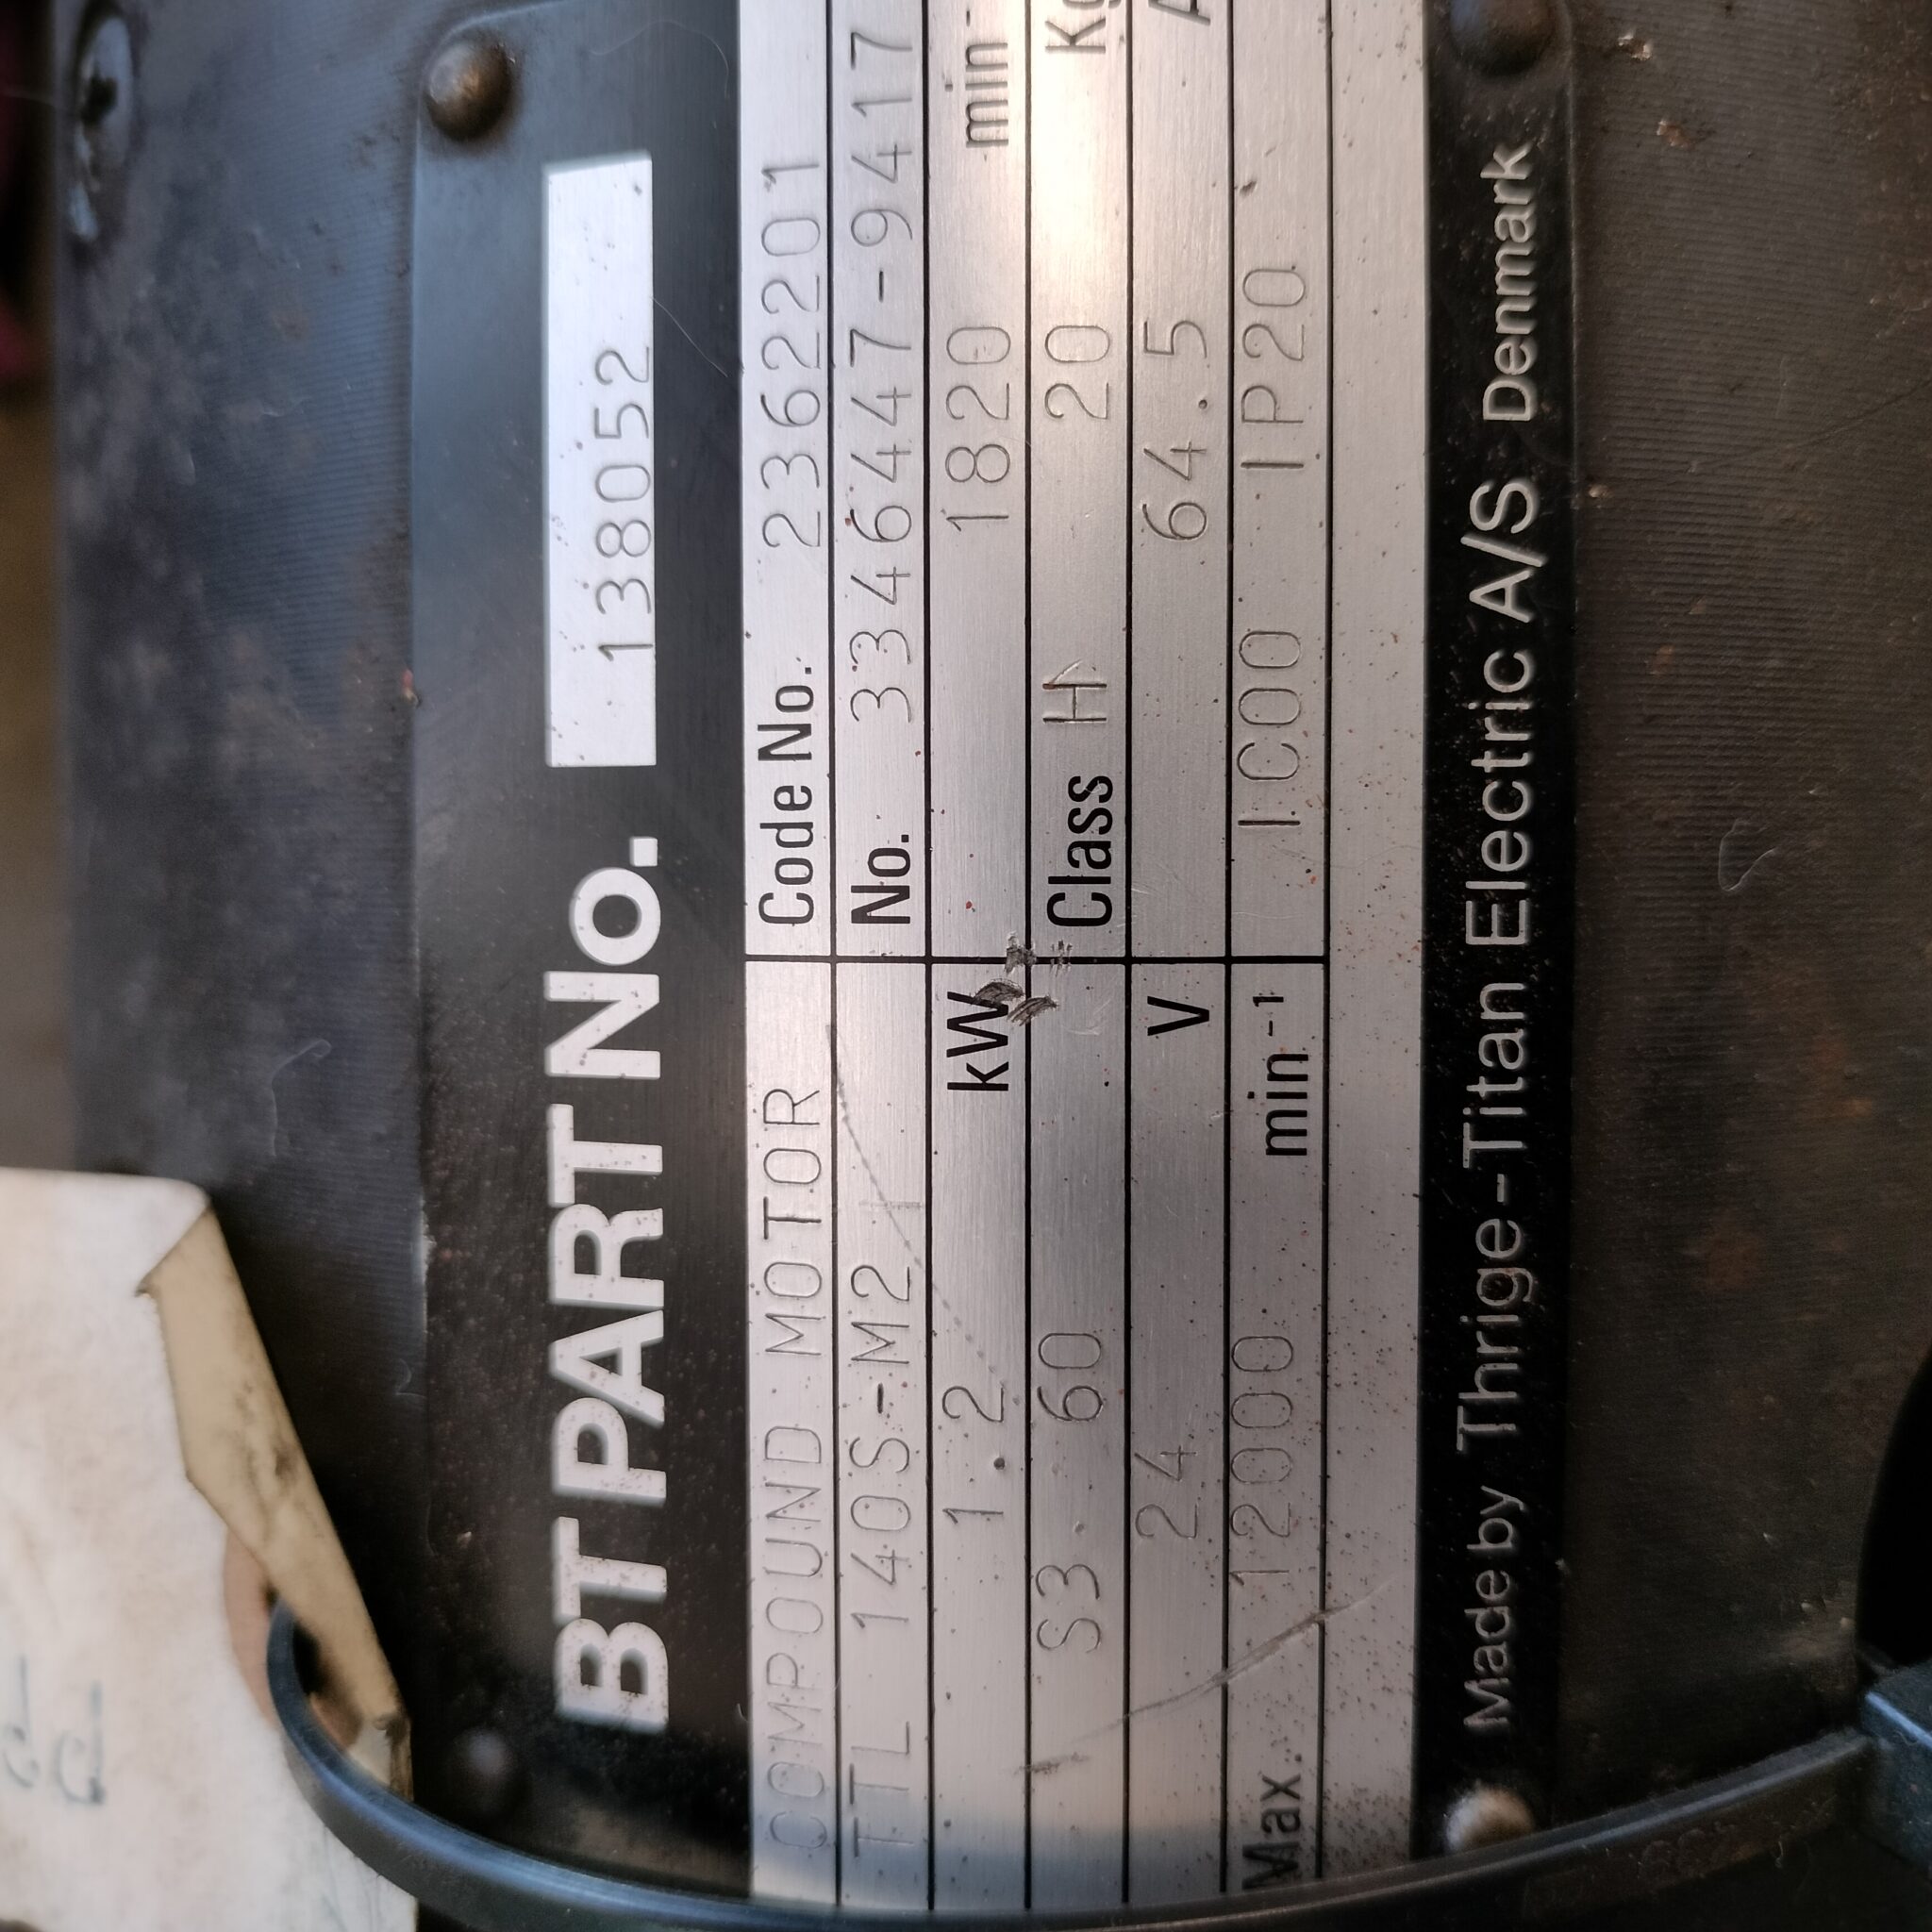 BT PART No. 138052
COMPOUND MOTOR Code No. 2362201
TTL 140S-M2 No. 334647-9417
1.2 kW 1820 min⁻
S3 60 Class H 20 Kg
24 V 64.5 A
Max. 12000 min⁻¹ IC00 IP20
Made by Thrige-Titan Electric A/S Denmark